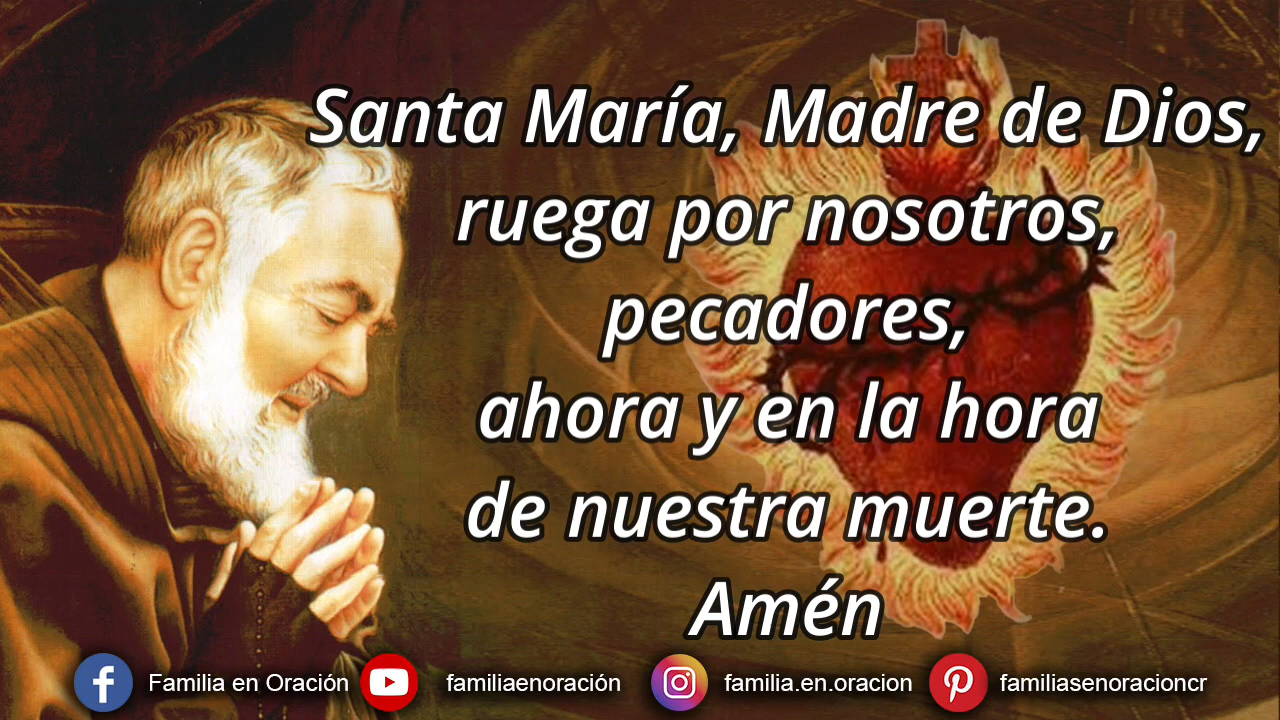 Santa María, Madre de Dios,
ruega por nosotros,
pecadores,
ahora y en la hora
de nuestra muerte.
Amén
Familia en Oración
familiaenoración
familia.en.oracion
familiasenoracioncr